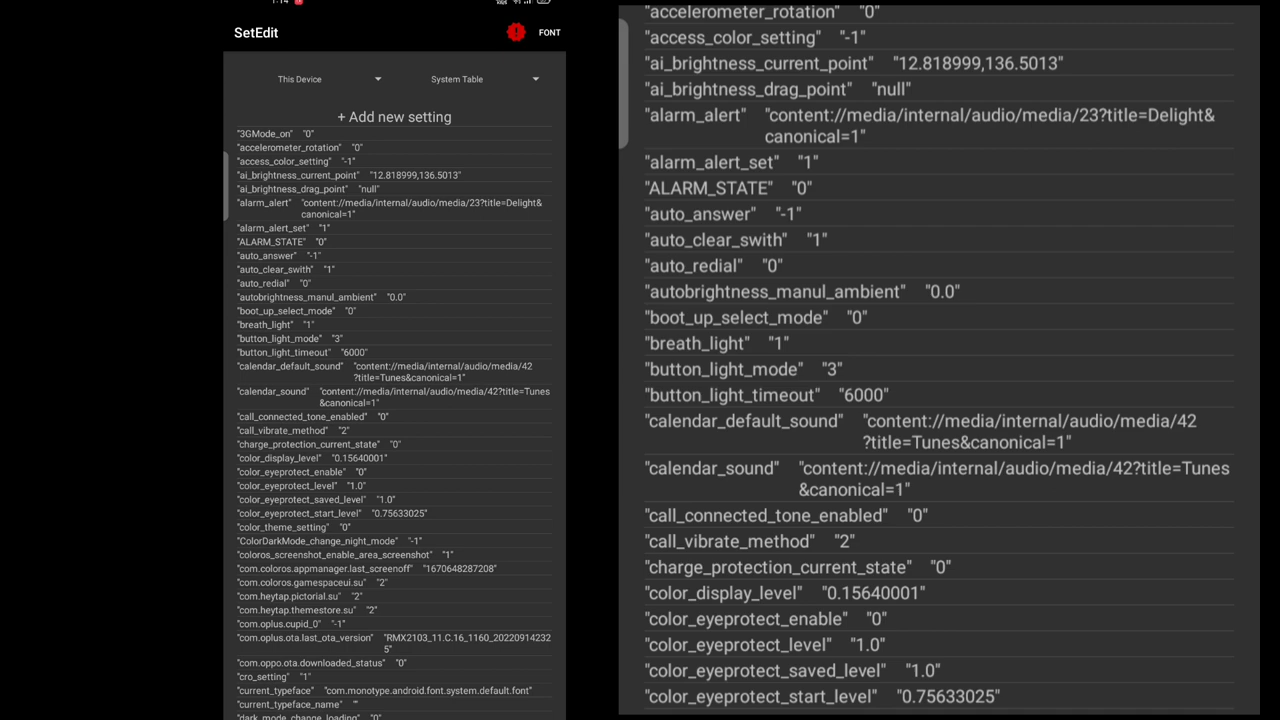 1:14
SetEdit
FONT
This Device
System Table
+ Add new setting
"3GMode_on" "0"
"accelerometer_rotation" "0"
"access_color_setting" "-1"
"ai_brightness_current_point" "12.818999,136.5013"
"ai_brightness_drag_point" "null"
"alarm_alert" "content://media/internal/audio/media/23?title=Delight&
canonical=1"
"alarm_alert_set" "1"
"ALARM_STATE" "0"
"auto_answer" "-1"
"auto_clear_swith" "1"
"auto_redial" "0"
"autobrightness_manul_ambient" "0.0"
"boot_up_select_mode" "0"
"breath_light" "1"
"button_light_mode" "3"
"button_light_timeout" "6000"
"calendar_default_sound" "content://media/internal/audio/media/42
?title=Tunes&canonical=1"
"calendar_sound" "content://media/internal/audio/media/42?title=Tunes
&canonical=1"
"call_connected_tone_enabled" "0"
"call_vibrate_method" "2"
"charge_protection_current_state" "0"
"color_display_level" "0.15640001"
"color_eyeprotect_enable" "0"
"color_eyeprotect_level" "1.0"
"color_eyeprotect_saved_level" "1.0"
"color_eyeprotect_start_level" "0.75633025"
"color_theme_setting" "0"
"ColorDarkMode_change_night_mode" "-1"
"coloros_screenshot_enable_area_screenshot" "1"
"com.coloros.appmanager.last_screenoff" "1670648287208"
"com.coloros.gamespaceui.su" "2"
"com.heytap.pictorial.su" "2"
"com.heytap.themestore.su" "2"
"com.oplus.cupid_0" "-1"
"com.oplus.ota.last_ota_version" "RMX2103_11.C.16_1160_20220914232
5"
"com.oppo.ota.downloaded_status" "0"
"cro_setting" "1"
"current_typeface" "com.monotype.android.font.system.default.font"
"current_typeface_name" ""
"dark_mode_change_loading" "0"
"accelerometer_rotation" "0"
"access_color_setting" "-1"
"ai_brightness_current_point" "12.818999,136.5013"
"ai_brightness_drag_point" "null"
"alarm_alert" "content://media/internal/audio/media/23?title=Delight&
canonical=1"
"alarm_alert_set" "1"
"ALARM_STATE" "0"
"auto_answer" "-1"
"auto_clear_swith" "1"
"auto_redial" "0"
"autobrightness_manul_ambient" "0.0"
"boot_up_select_mode" "0"
"breath_light" "1"
"button_light_mode" "3"
"button_light_timeout" "6000"
"calendar_default_sound" "content://media/internal/audio/media/42
?title=Tunes&canonical=1"
"calendar_sound" "content://media/internal/audio/media/42?title=Tunes
&canonical=1"
"call_connected_tone_enabled" "0"
"call_vibrate_method" "2"
"charge_protection_current_state" "0"
"color_display_level" "0.15640001"
"color_eyeprotect_enable" "0"
"color_eyeprotect_level" "1.0"
"color_eyeprotect_saved_level" "1.0"
"color_eyeprotect_start_level" "0.75633025"